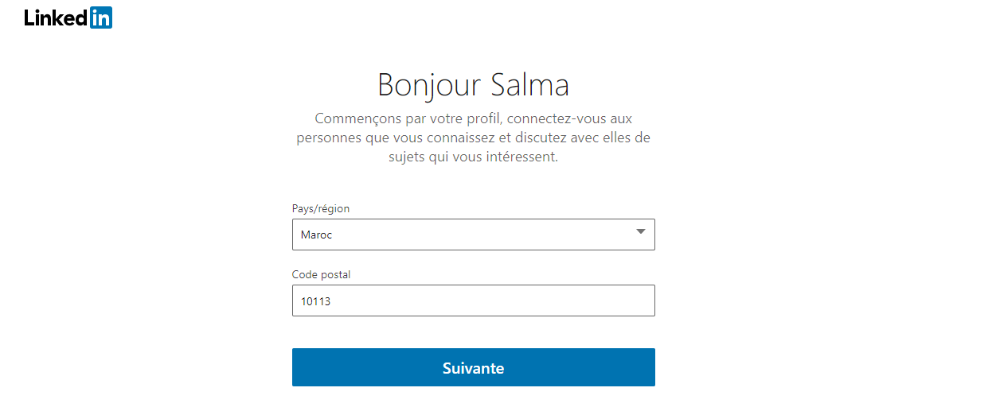 Linkedin
Bonjour Salma
Commençons par votre profil, connectez-vous aux
personnes que vous connaissez et discutez avec elles de
sujets qui vous intéressent.
Pays/région
Maroc
Code postal
10113
Suivante